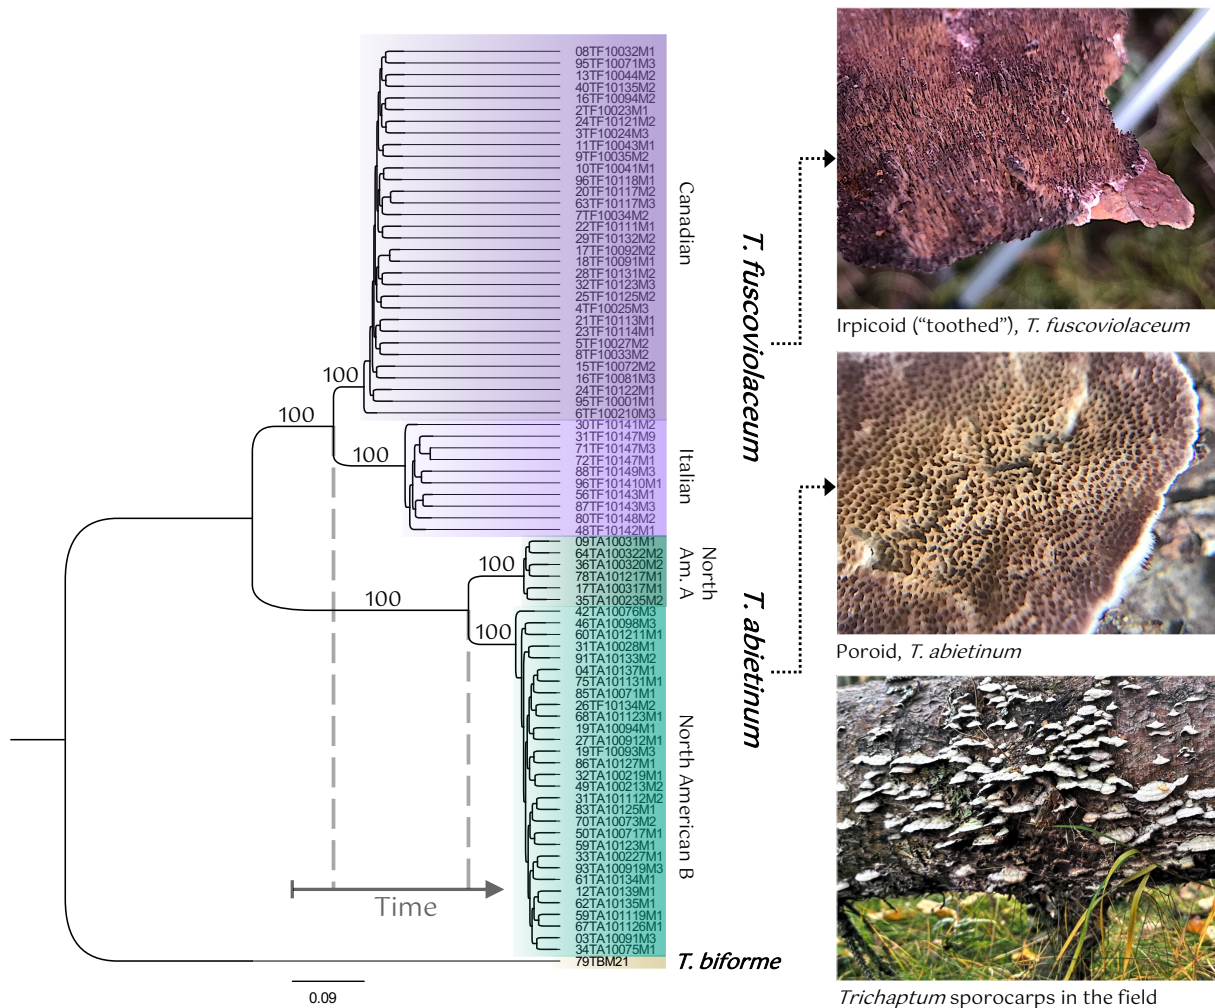 08TF10032M1
95TF10071M3
13TF10044M2
40TF10135M2
16TF10094M2
2TF10023M1
24TF10121M2
3TF10024M3
11TF10043M1
9TF10035M2
10TF10041M1
96TF10118M1
20TF10117M2
63TF10117M3
7TF10034M2
22TF10111M1
29TF10132M2
17TF10092M2
18TF10091M1
28TF10131M2
32TF10123M3
25TF10125M2
4TF10025M3
21TF10113M1
23TF10114M1
5TF10027M2
8TF10033M2
15TF10072M2
16TF10081M3
24TF10122M1
95TF10001M1
6TF100210M3
30TF10141M2
31TF10147M9
71TF10147M3
72TF10147M1
88TF10149M3
96TF101410M1
56TF10143M1
87TF10143M3
80TF10148M2
48TF10142M1
09TA10031M1
64TA100322M2
36TA100320M2
78TA101217M1
17TA100317M1
35TA100235M2
42TA10076M3
46TA10098M3
60TA101211M1
31TA10028M1
91TA10133M2
04TA10137M1
75TA101131M1
85TA10071M1
26TF10134M2
68TA101123M1
19TA10094M1
27TA100912M1
19TF10093M3
86TA10127M1
32TA100219M1
49TA100213M2
31TA101112M2
83TA10125M1
70TA10073M2
50TA100717M1
59TA10123M1
33TA100227M1
93TA100919M3
61TA10134M1
12TA10139M1
62TA10135M1
59TA101119M1
67TA101126M1
03TA10091M3
34TA10075M1
79TBM21
100
100
100
100
100
100
Time
0.09
Canadian
Italian
North
Am. A
North American B
T. fuscoviolaceum
T. abietinum
T. biforme
Irpicoid (“toothed”), T. fuscoviolaceum
Poroid, T. abietinum
Trichaptum sporocarps in the field